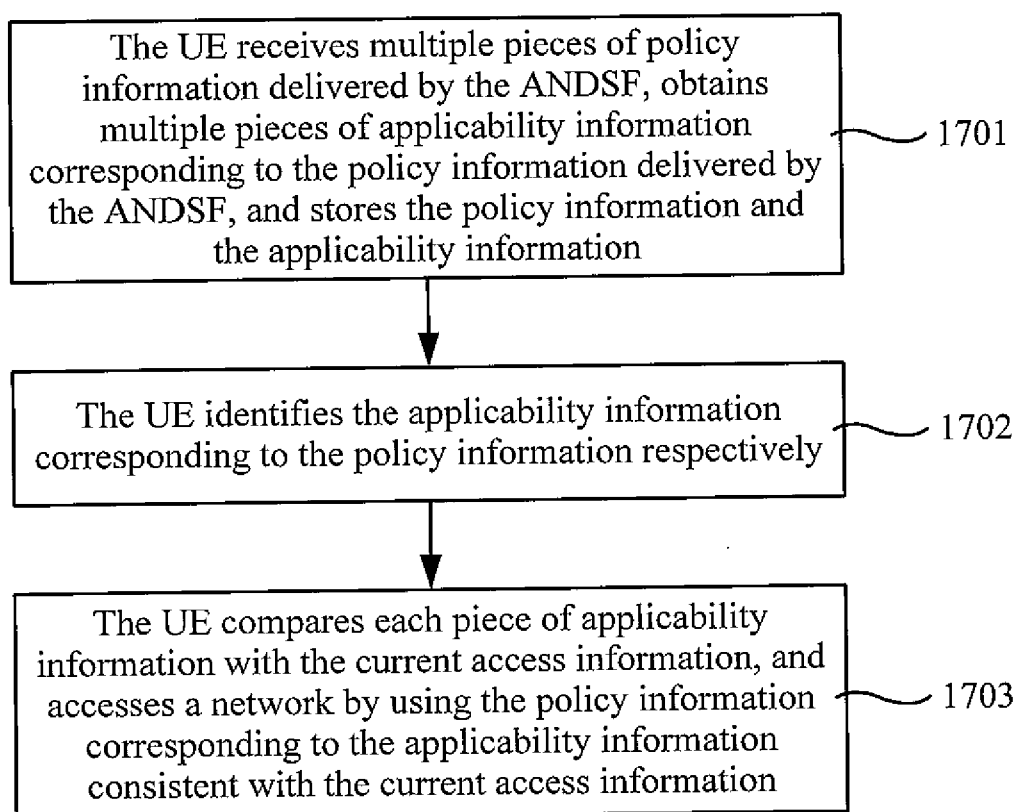 The UE receives multiple pieces of policy
information delivered by the ANDSF, obtains
multiple pieces of applicability information
corresponding to the policy information delivered by
the ANDSF, and stores the policy information and
the applicability information
1701
The UE identifies the applicability information
corresponding to the policy information respectively
1702
The UE compares each piece of applicability
information with the current access information, and
accesses a network by using the policy information
corresponding to the applicability information
consistent with the current access information
1703